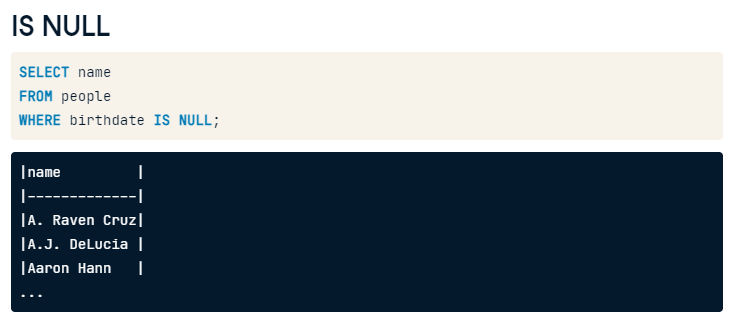 IS NULL
SELECT name
FROM people
WHERE birthdate IS NULL;
|name         |
|-------------|
|A. Raven Cruz|
|A.J. DeLucia |
|Aaron Hann   |
...